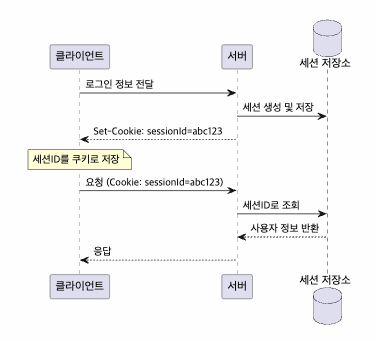 클라이언트
서버
세션 저장소
로그인 정보 전달
세션 생성 및 저장
Set-Cookie: sessionId=abc123
세션ID를 쿠키로 저장
요청 (Cookie: sessionId=abc123)
세션ID로 조회
사용자 정보 반환
응답
클라이언트
서버
세션 저장소